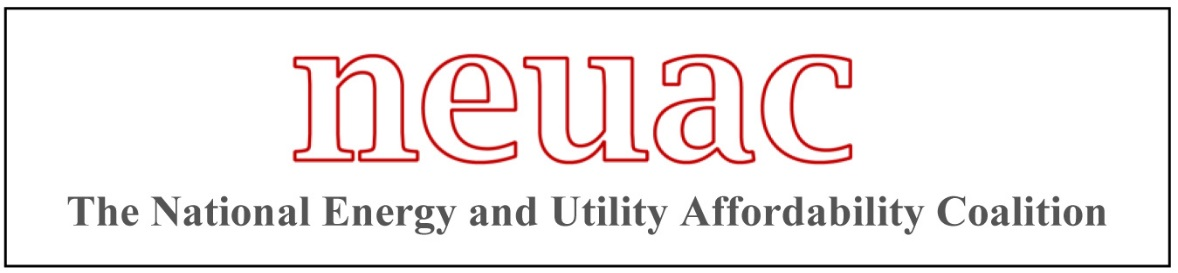 neuac
The National Energy and Utility Affordability Coalition